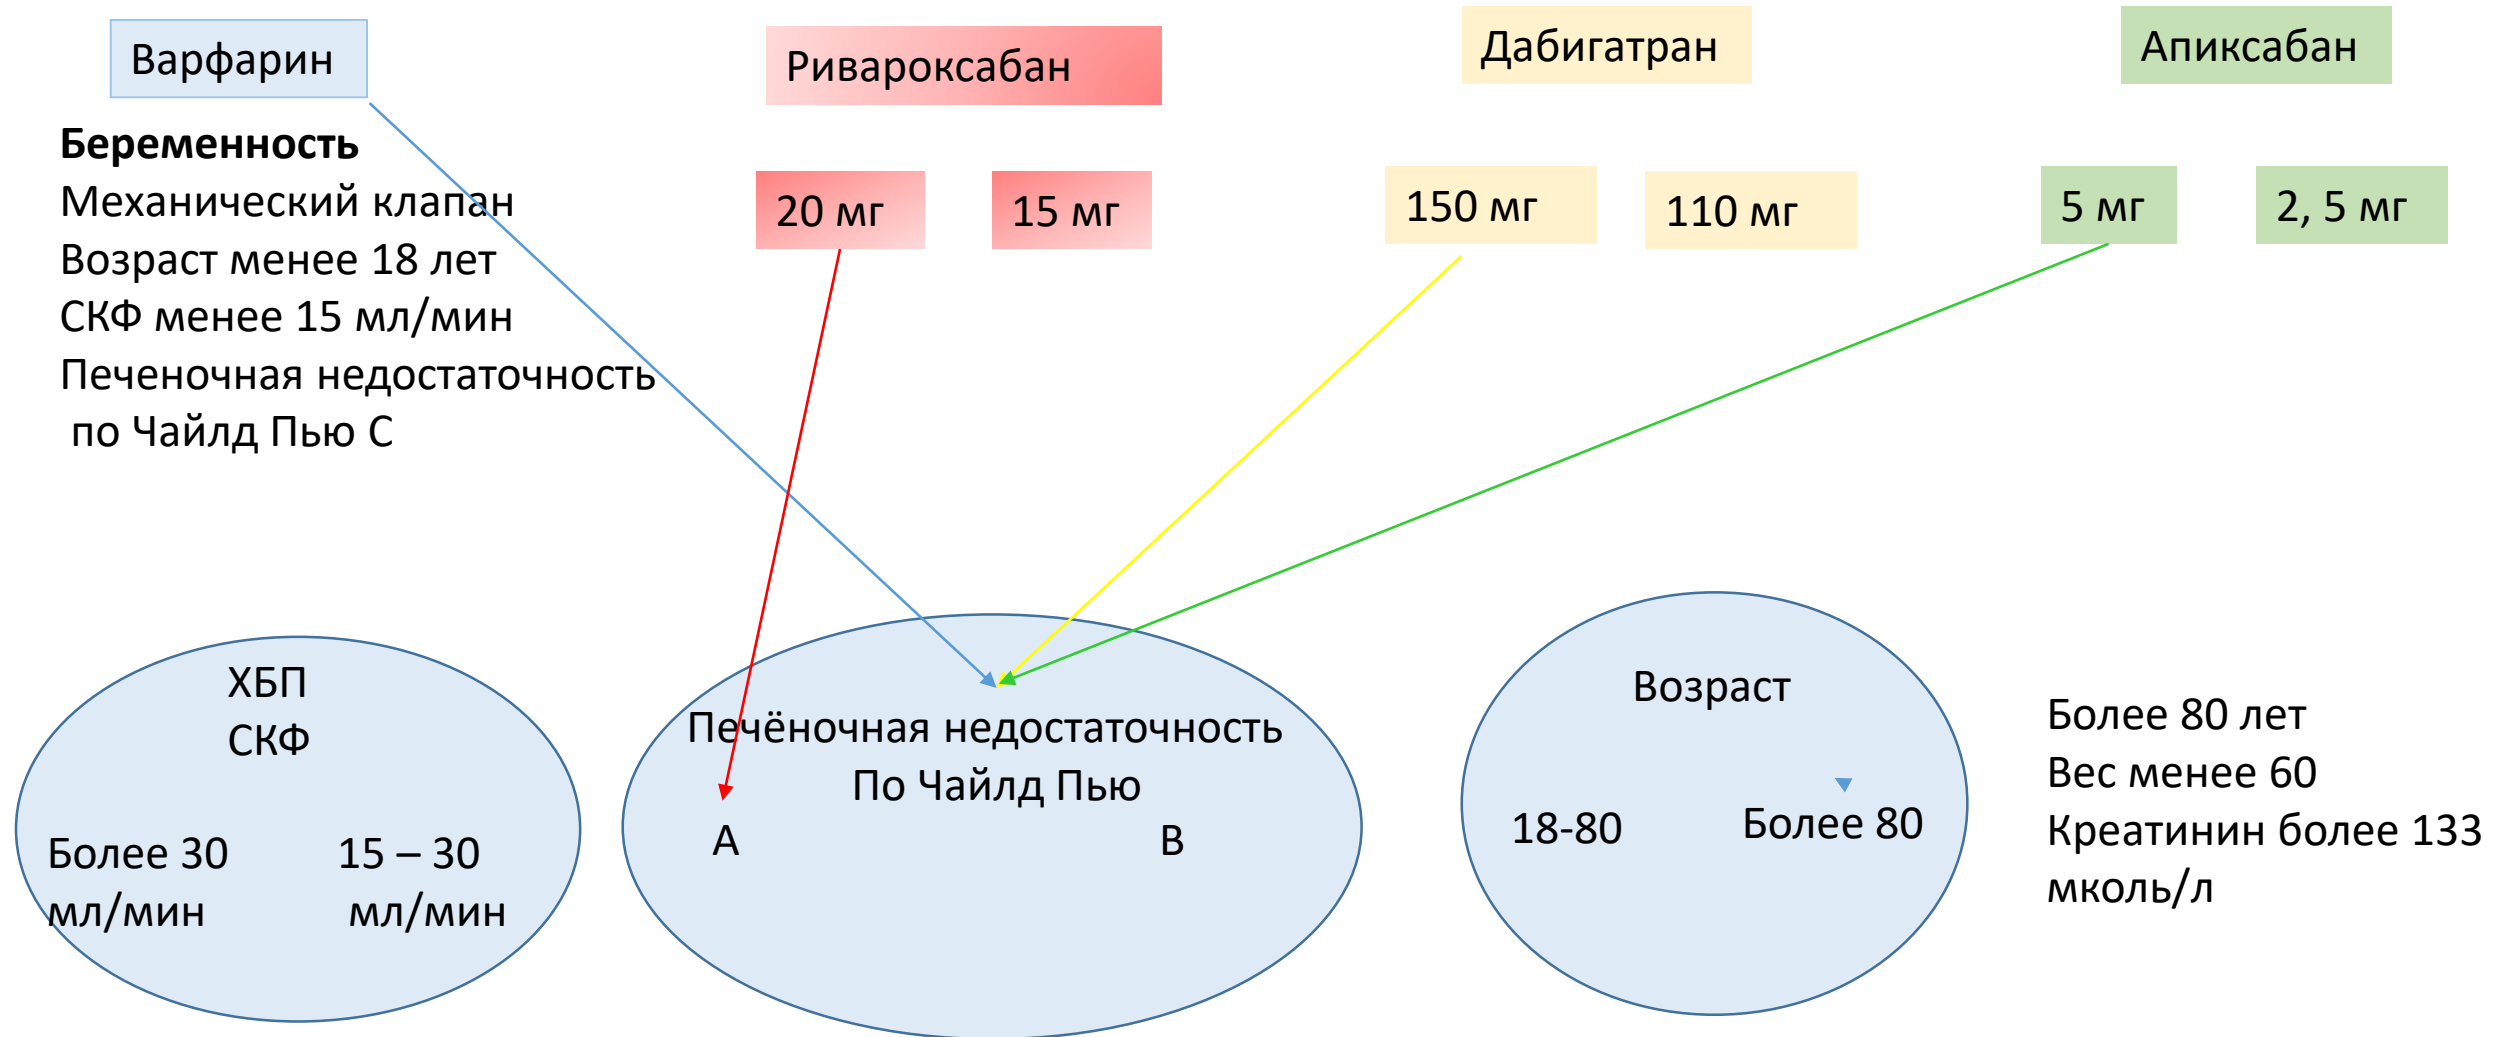 Варфарин
Ривароксабан
Дабигатран
Апиксабан
Беременность
Механический клапан
Возраст менее 18 лет
СКФ менее 15 мл/мин
Печеночная недостаточность
по Чайлд Пью С
20 мг
15 мг
150 мг
110 мг
5 мг
2, 5 мг
ХБП
СКФ
Более 30
мл/мин
15 – 30
мл/мин
Печёночная недостаточность
По Чайлд Пью
А
В
Возраст
18-80
Более 80
Более 80 лет
Вес менее 60
Креатинин более 133
мколь/л